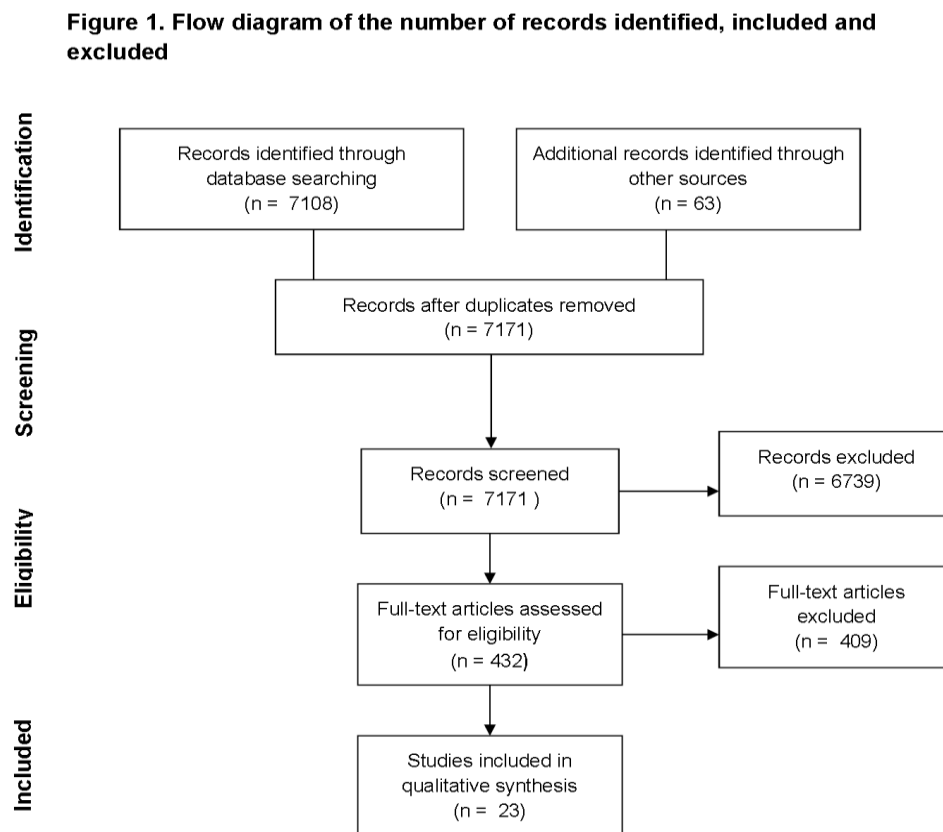 Figure 1. Flow diagram of the number of records identified, included and
excluded
Identification
Records identified through
database searching
(n =  7108)
Additional records identified through
other sources
(n = 63)
Records after duplicates removed
(n = 7171)
Screening
Records screened
(n =  7171 )
Records excluded
(n = 6739)
Eligibility
Full-text articles assessed
for eligibility
(n = 432)
Full-text articles
excluded
(n =  409)
Included
Studies included in
qualitative synthesis
(n =  23)